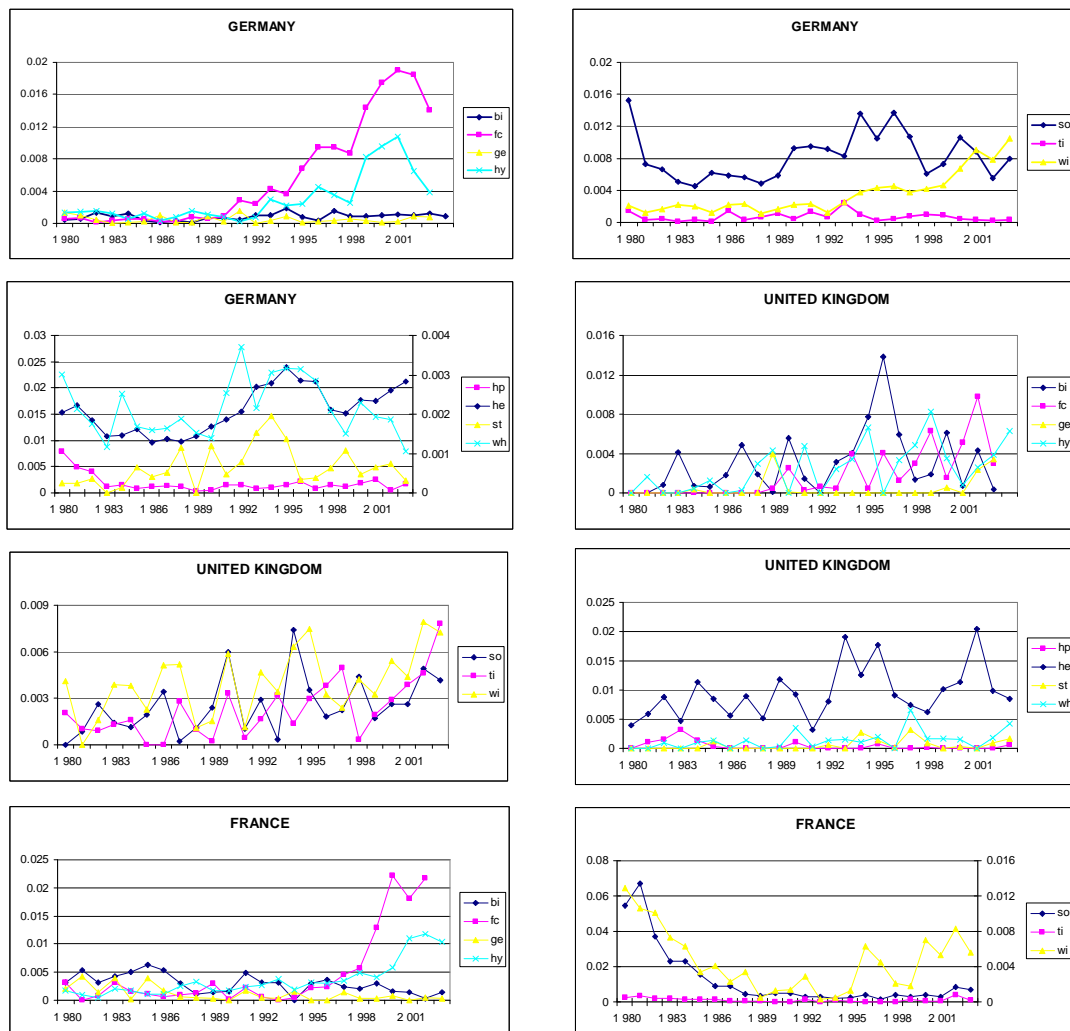 GERMANY
0.02
0.016
0.012
0.008
0.004
0
1 980 1 983 1 986 1 989 1 992 1 995 1 998 2 001
bi
fc
ge
hy
GERMANY
0.02
0.016
0.012
0.008
0.004
0
1 980 1 983 1 986 1 989 1 992 1 995 1 998 2 001
so
ti
wi
GERMANY
0.03
0.025
0.02
0.015
0.01
0.005
0
0.004
0.003
0.002
0.001
0
1 980 1 983 1 986 1 989 1 992 1 995 1 998 2 001
hp
he
st
wh
UNITED KINGDOM
0.016
0.012
0.008
0.004
0
1 980 1 983 1 986 1 989 1 992 1 995 1 998 2 001
bi
fc
ge
hy
UNITED KINGDOM
0.009
0.006
0.003
0
1 980 1 983 1 986 1 989 1 992 1 995 1 998 2 001
so
ti
wi
UNITED KINGDOM
0.025
0.02
0.015
0.01
0.005
0
1 980 1 983 1 986 1 989 1 992 1 995 1 998 2 001
hp
he
st
wh
FRANCE
0.025
0.02
0.015
0.01
0.005
0
1 980 1 983 1 986 1 989 1 992 1 995 1 998 2 001
bi
fc
ge
hy
FRANCE
0.08
0.06
0.04
0.02
0
0.016
0.012
0.008
0.004
0
1 980 1 983 1 986 1 989 1 992 1 995 1 998 2 001
so
ti
wi